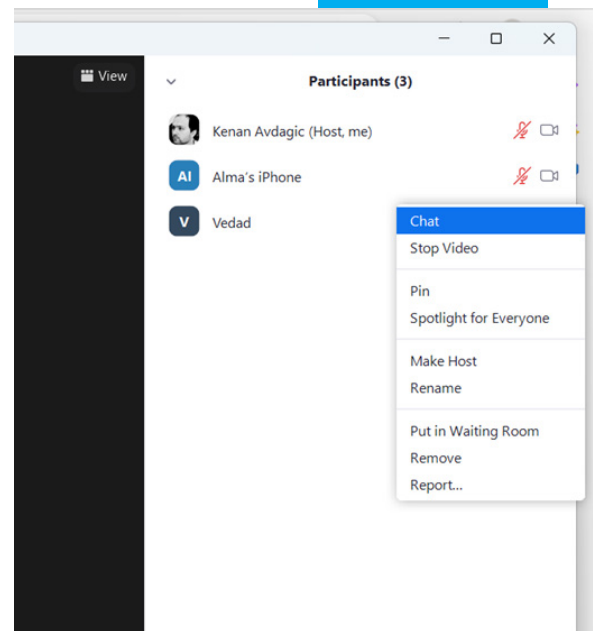 View
Participants (3)
Kenan Avdagic (Host, me)
AI Alma's iPhone
V Vedad
Chat
Stop Video
Pin
Spotlight for Everyone
Make Host
Rename
Put in Waiting Room
Remove
Report...